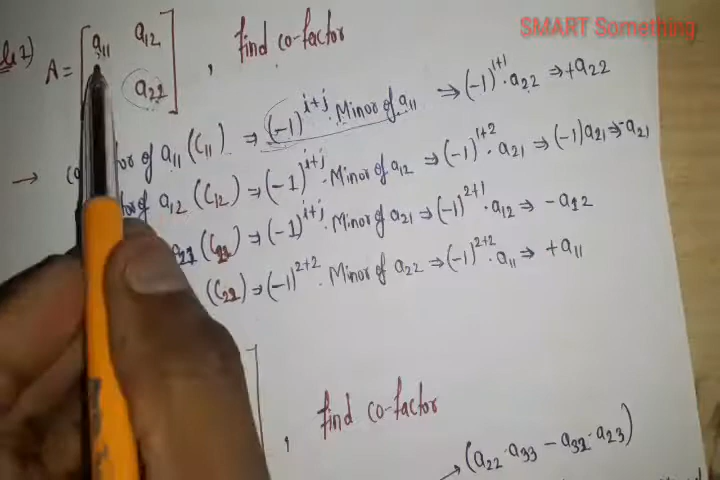 SMART Something
A = [a11 a12
a22] , find co-factor
of a11 (C11) ⇒ (-1)^i+j . Minor of a11 ⇒ (-1)^1+1 . a22 ⇒ +a22
of a12 (C12) ⇒ (-1)^i+j . Minor of a12 ⇒ (-1)^1+2 . a21 ⇒ (-1)a21 ⇒ -a21
a21 (C21) ⇒ (-1)^i+j . Minor of a21 ⇒ (-1)^2+1 . a12 ⇒ -a12
(C22) ⇒ (-1)^2+2 . Minor of a22 ⇒ (-1)^2+2 . a11 ⇒ +a11
, find co-factor
(a22.a33 - a32.a23)